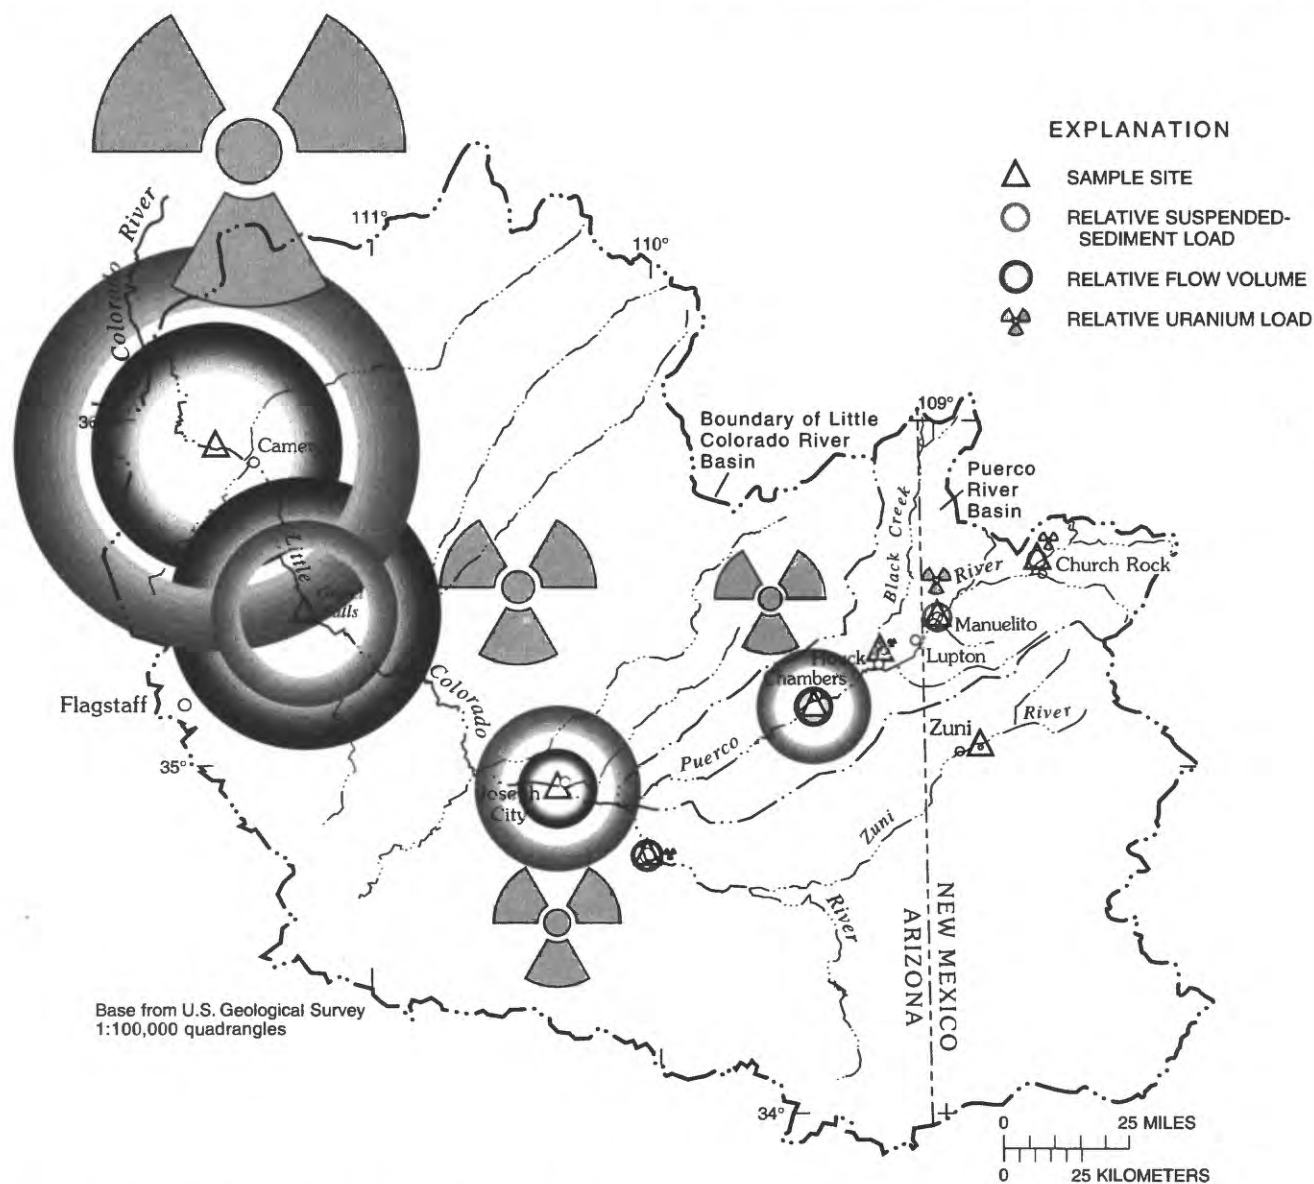 EXPLANATION
SAMPLE SITE
RELATIVE SUSPENDED-
SEDIMENT LOAD
RELATIVE FLOW VOLUME
RELATIVE URANIUM LOAD
111°
110°
109°
Colorado River
Boundary of Little
Colorado River
Basin
Puerco
River
Basin
Black Creek
River
Church Rock
Manuelito
Lupton
Chambers
Little
Colorado
Flagstaff
35°
Puerco
Zuni
River
Joseph
City
Zuni
River
NEW MEXICO
ARIZONA
Base from U.S. Geological Survey
1:100,000 quadrangles
34°
0 25 MILES
0 25 KILOMETERS